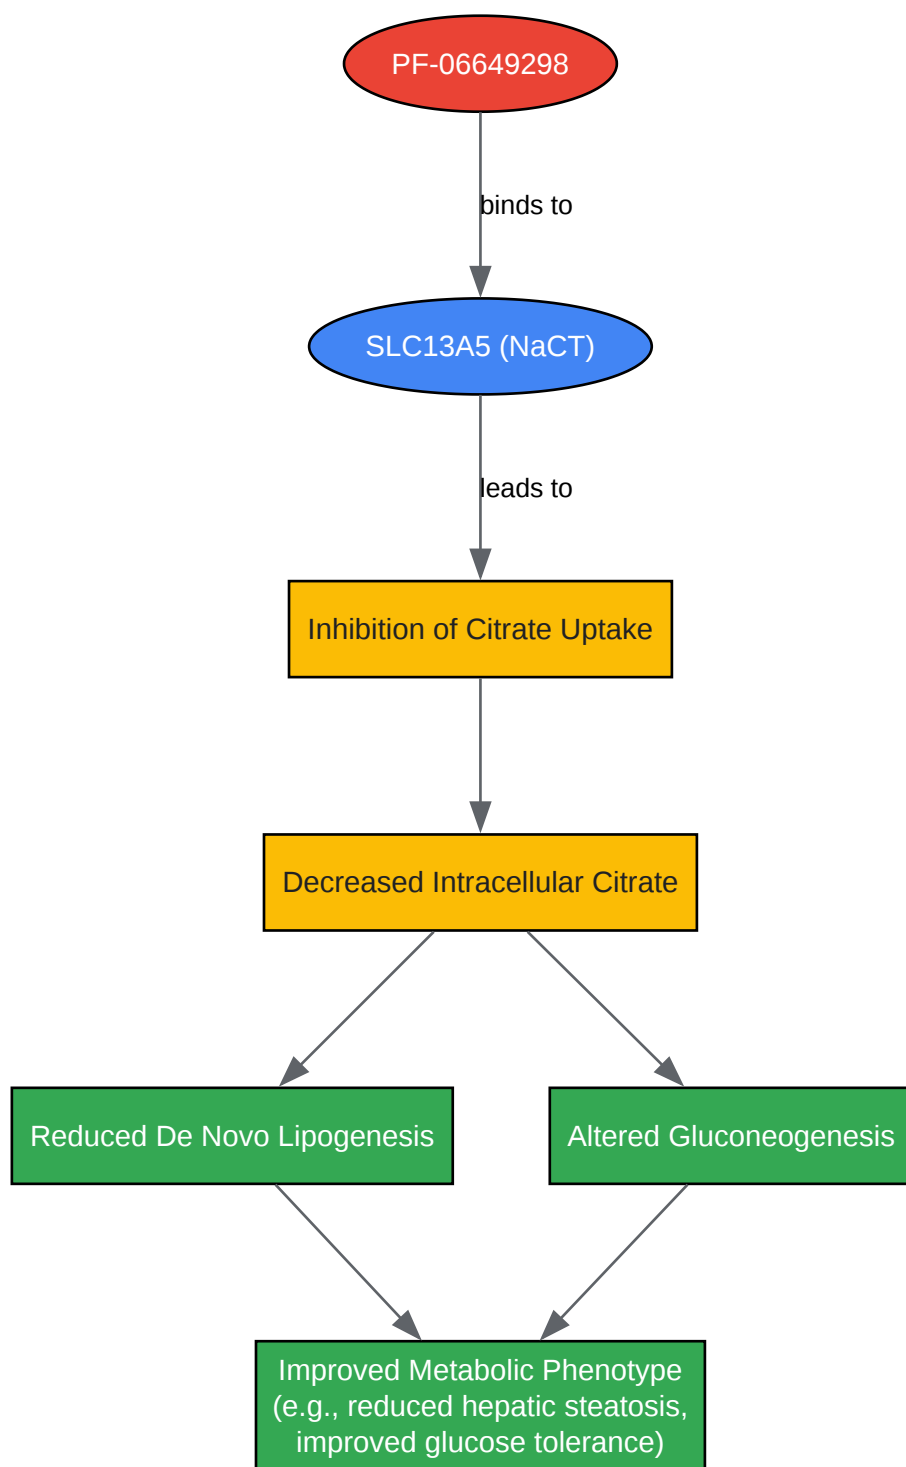 PF-06649298
binds to
SLC13A5 (NaCT)
leads to
Inhibition of Citrate Uptake
Decreased Intracellular Citrate
Reduced De Novo Lipogenesis
Altered Gluconeogenesis
Improved Metabolic Phenotype
(e.g., reduced hepatic steatosis,
improved glucose tolerance)